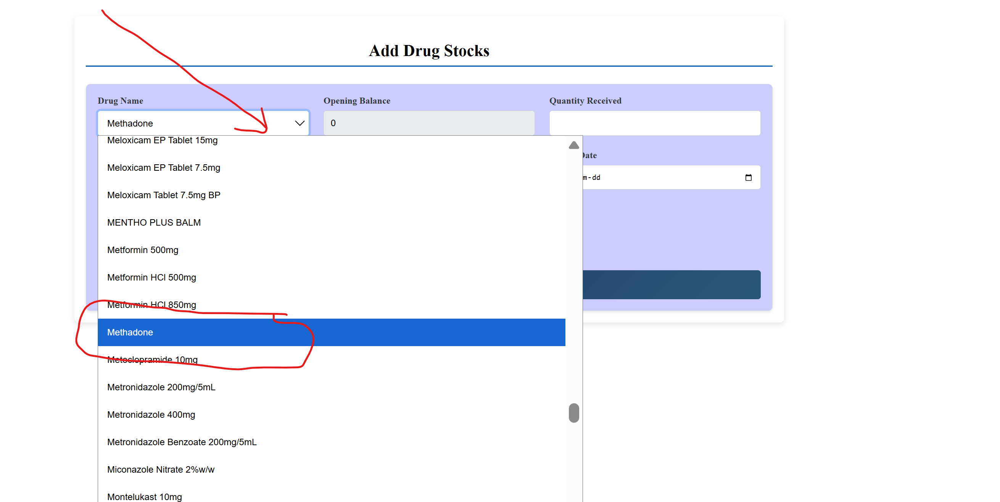 Add Drug Stocks
Drug Name
Opening Balance
Quantity Received
Methadone
0
Meloxicam EP Tablet 15mg
Date
Meloxicam EP Tablet 7.5mg
m-dd
Meloxicam Tablet 7.5mg BP
MENTHO PLUS BALM
Metformin 500mg
Metformin HCl 500mg
Metformin HCl 850mg
Methadone
Metoclopramide 10mg
Metronidazole 200mg/5mL
Metronidazole 400mg
Metronidazole Benzoate 200mg/5mL
Miconazole Nitrate 2%w/w
Montelukast 10mg